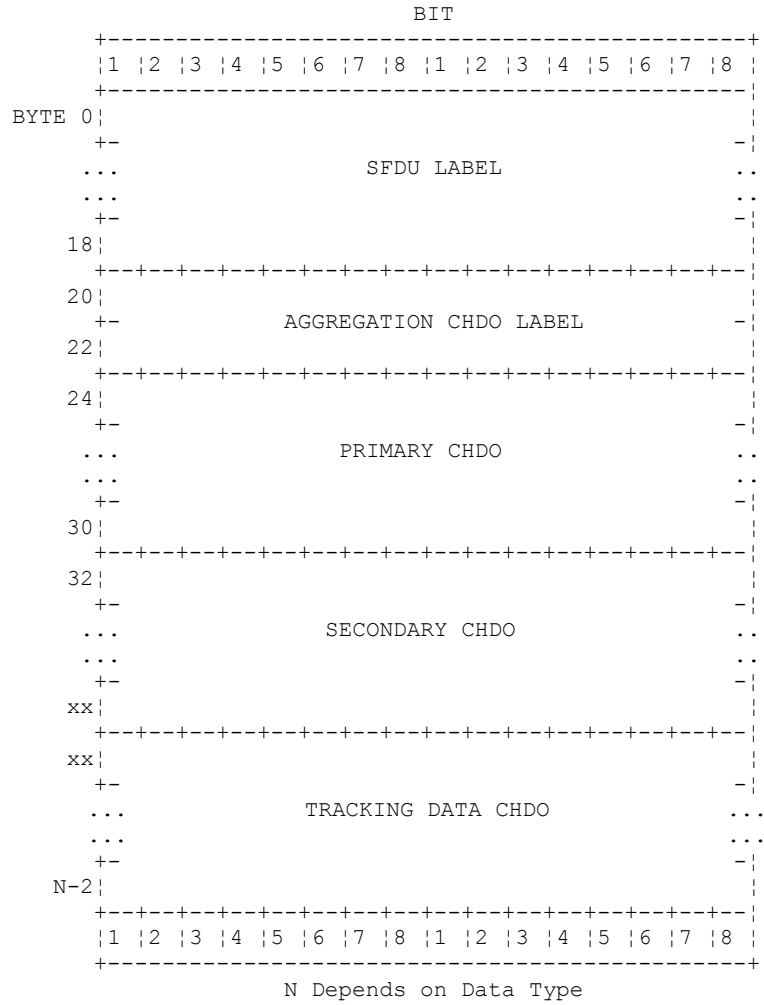 BIT
+-----------------------------------------------+
¦1 ¦2 ¦3 ¦4 ¦5 ¦6 ¦7 ¦8 ¦1 ¦2 ¦3 ¦4 ¦5 ¦6 ¦7 ¦8 ¦
+-----------------------------------------------¦
BYTE 0¦ ¦
+- -¦
... SFDU LABEL ..
... ..
+- -¦
18¦ ¦
+--+--+--+--+--+--+--+--+--+--+--+--+--+--+--+--¦
20¦ ¦
+- AGGREGATION CHDO LABEL -¦
22¦ ¦
+--+--+--+--+--+--+--+--+--+--+--+--+--+--+--+--¦
24¦ ¦
+- -¦
... PRIMARY CHDO ..
... ..
+- -¦
30¦ ¦
+--+--+--+--+--+--+--+--+--+--+--+--+--+--+--+--¦
32¦ ¦
+- -¦
... SECONDARY CHDO ..
... ..
+- -¦
xx¦ ¦
+--+--+--+--+--+--+--+--+--+--+--+--+--+--+--+--¦
xx¦ ¦
+- -¦
... TRACKING DATA CHDO ...
... ...
+- -¦
N-2¦ ¦
+--+--+--+--+--+--+--+--+--+--+--+--+--+--+--+--¦
¦1 ¦2 ¦3 ¦4 ¦5 ¦6 ¦7 ¦8 ¦1 ¦2 ¦3 ¦4 ¦5 ¦6 ¦7 ¦8 ¦
+-----------------------------------------------+
N Depends on Data Type